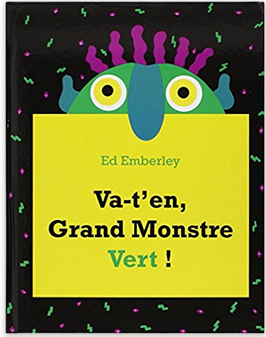 Ed Emberley
Va-t'en,
Grand Monstre
Vert !